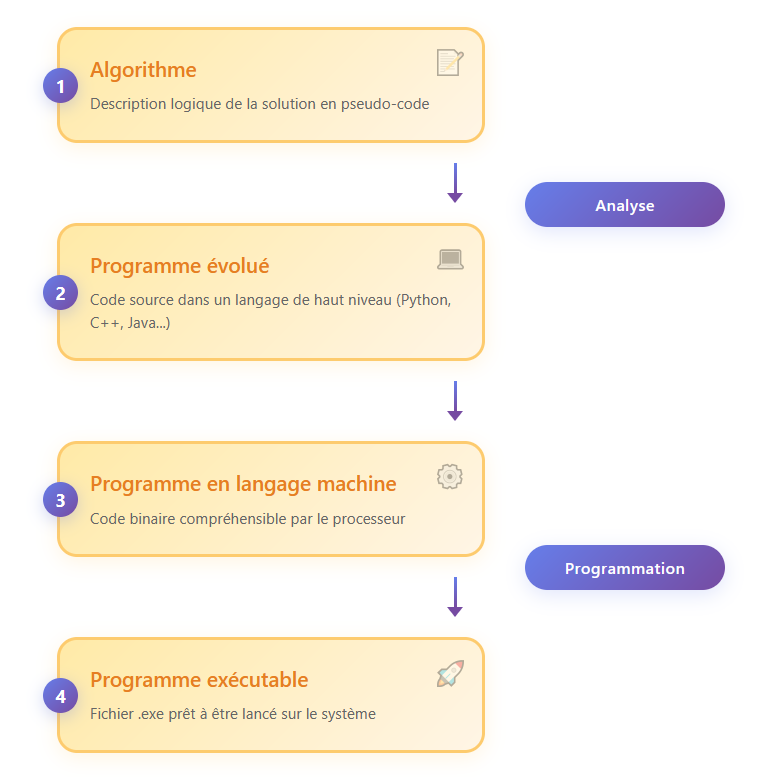 1
Algorithme
Description logique de la solution en pseudo-code
Analyse
2
Programme évolué
Code source dans un langage de haut niveau (Python,
C++, Java...)
3
Programme en langage machine
Code binaire compréhensible par le processeur
Programmation
4
Programme exécutable
Fichier .exe prêt à être lancé sur le système